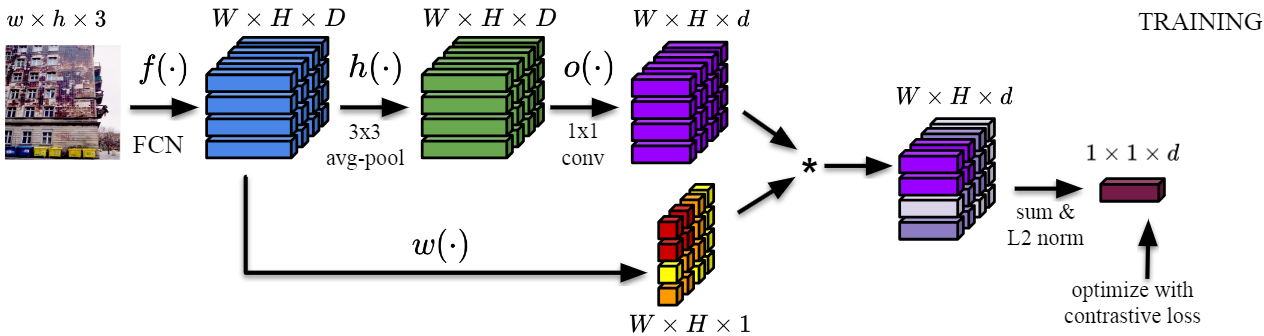 w × h × 3
W × H × D
W × H × D
W × H × d
TRAINING
f(·)
h(·)
o(·)
FCN
3x3
avg-pool
1x1
conv
W × H × d
*
1 × 1 × d
sum &
L2 norm
w(·)
optimize with
contrastive loss
W × H × 1